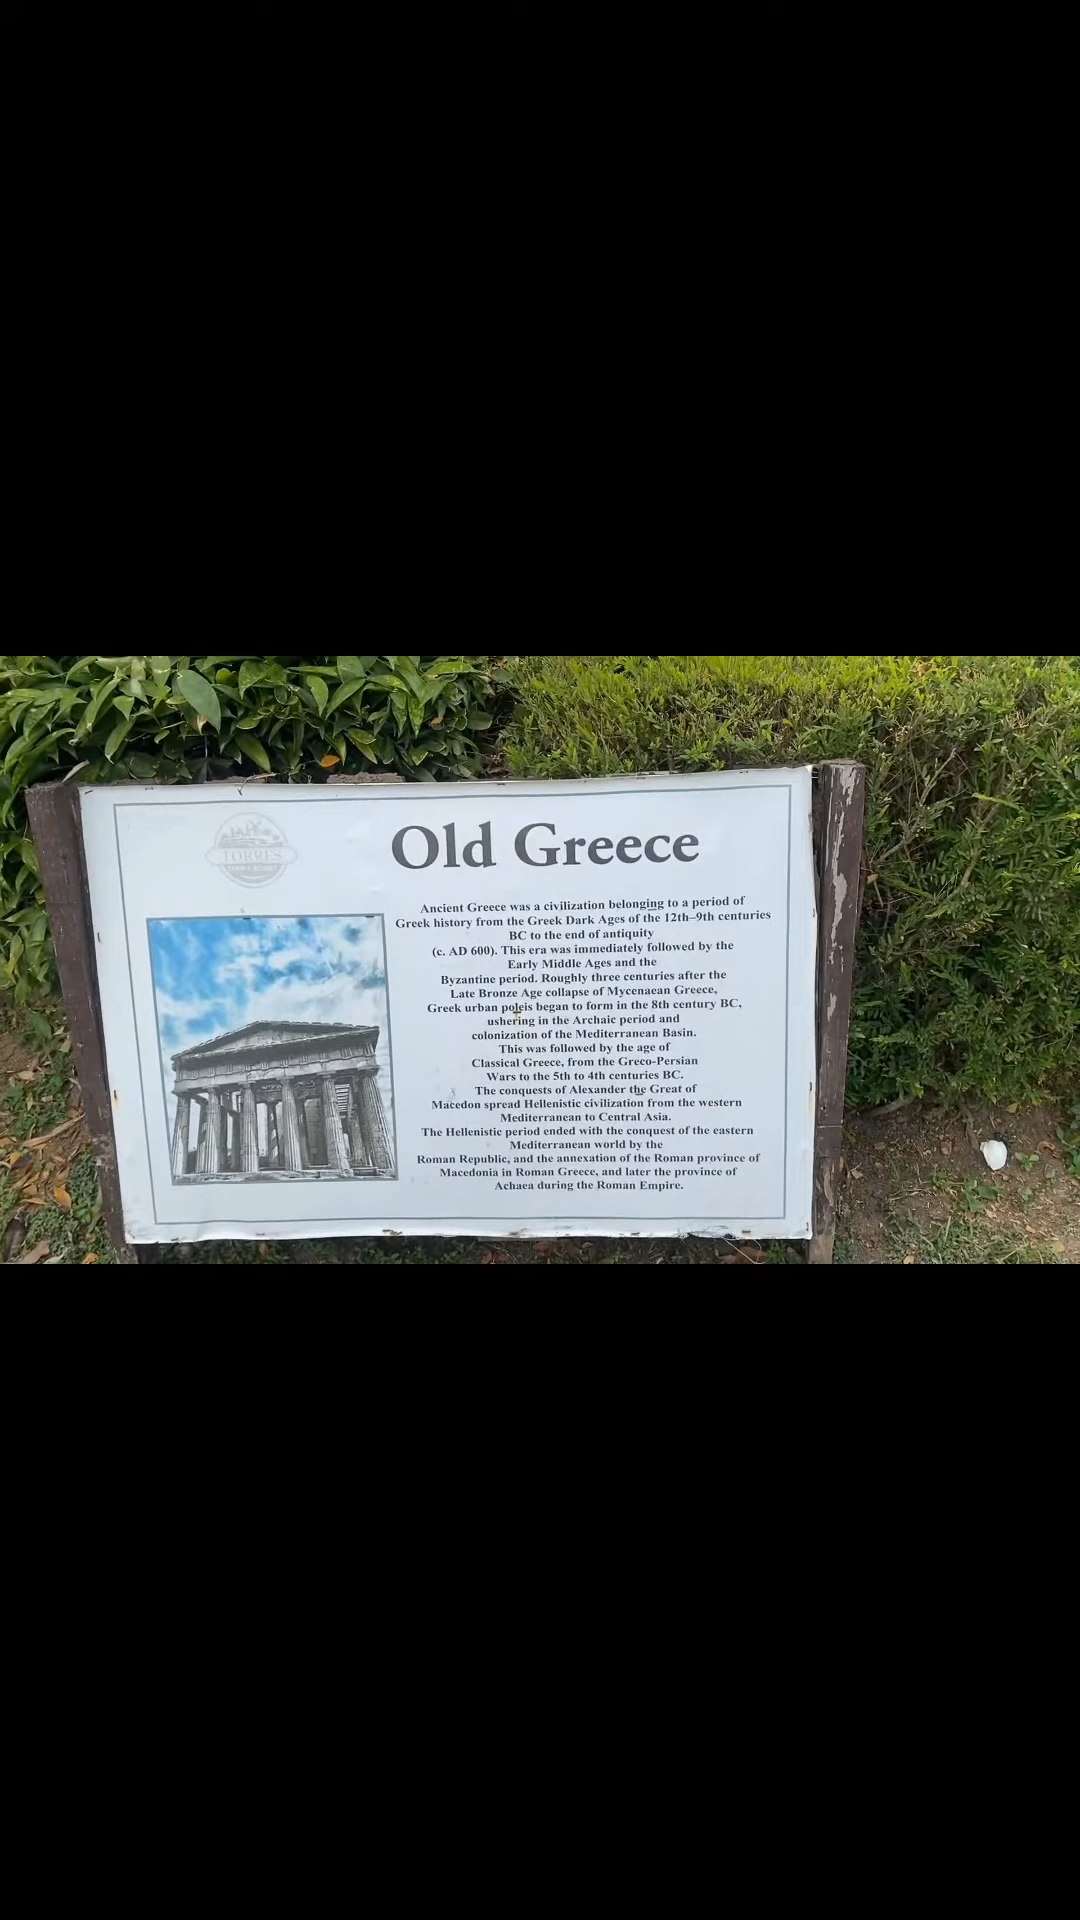 TORRES
Old Greece
Ancient Greece was a civilization belonging to a period of
Greek history from the Greek Dark Ages of the 12th–9th centuries
BC to the end of antiquity
(c. AD 600). This era was immediately followed by the
Early Middle Ages and the
Byzantine period. Roughly three centuries after the
Late Bronze Age collapse of Mycenaean Greece,
Greek urban poleis began to form in the 8th century BC,
ushering in the Archaic period and
colonization of the Mediterranean Basin.
This was followed by the age of
Classical Greece, from the Greco-Persian
Wars to the 5th to 4th centuries BC.
The conquests of Alexander the Great of
Macedon spread Hellenistic civilization from the western
Mediterranean to Central Asia.
The Hellenistic period ended with the conquest of the eastern
Mediterranean world by the
Roman Republic, and the annexation of the Roman province of
Macedonia in Roman Greece, and later the province of
Achaea during the Roman Empire.